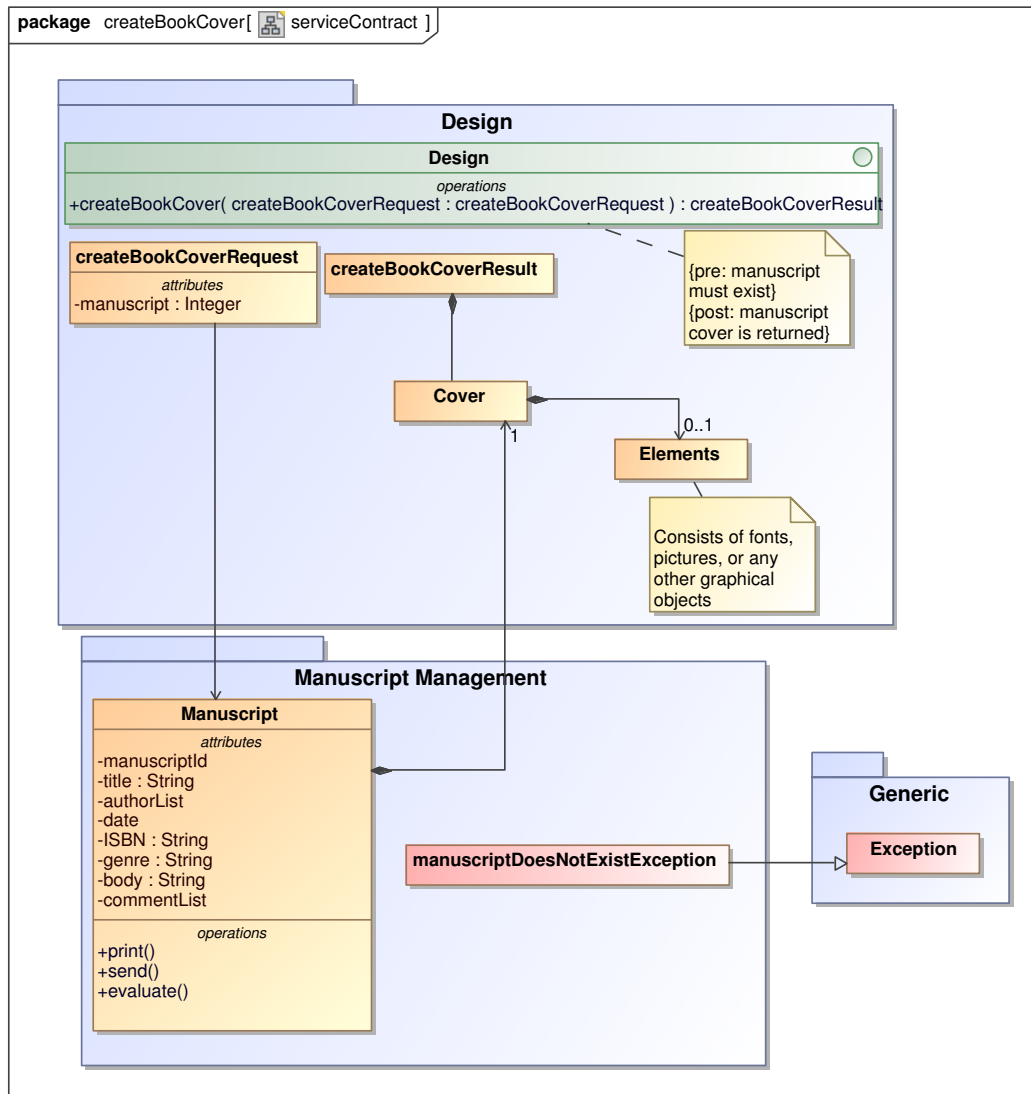 package createBookCover[ serviceContract ]
Design
Design
operations
+createBookCover( createBookCoverRequest : createBookCoverRequest ) : createBookCoverResult
createBookCoverRequest
attributes
-manuscript : Integer
createBookCoverResult
{pre: manuscript
must exist}
{post: manuscript
cover is returned}
Cover
1
0..1
Elements
Consists of fonts,
pictures, or any
other graphical
objects
Manuscript Management
Manuscript
attributes
-manuscriptId
-title : String
-authorList
-date
-ISBN : String
-genre : String
-body : String
-commentList
operations
+print()
+send()
+evaluate()
manuscriptDoesNotExistException
Generic
Exception